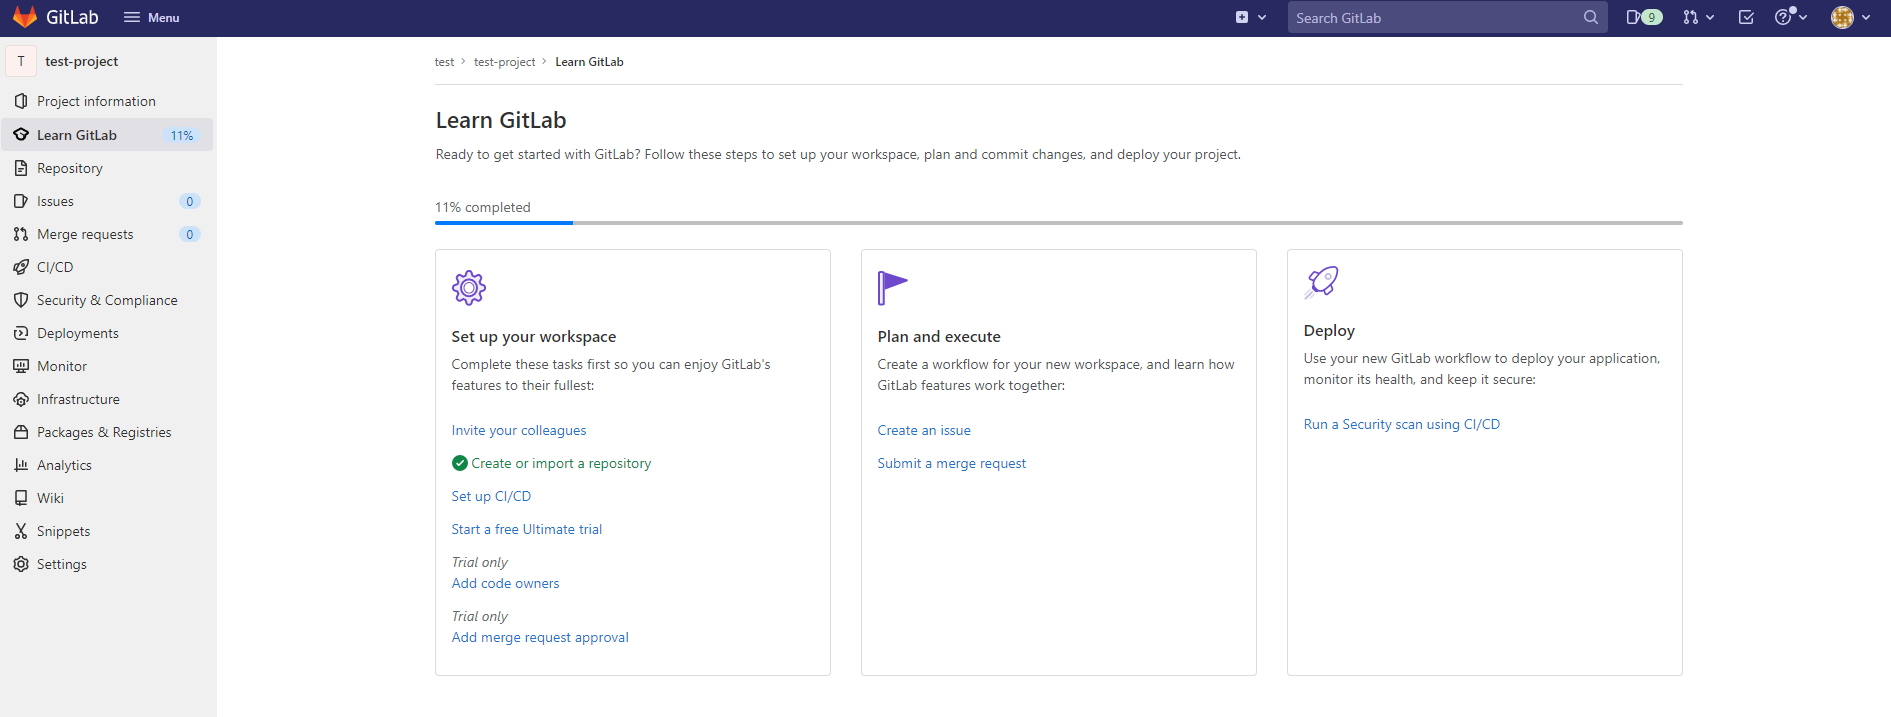 GitLab
Menu
Search GitLab
9
T
test-project
Project information
Learn GitLab
11%
Repository
Issues
0
Merge requests
0
CI/CD
Security & Compliance
Deployments
Monitor
Infrastructure
Packages & Registries
Analytics
Wiki
Snippets
Settings
test > test-project > Learn GitLab
Learn GitLab
Ready to get started with GitLab? Follow these steps to set up your workspace, plan and commit changes, and deploy your project.
11% completed
Set up your workspace
Complete these tasks first so you can enjoy GitLab's
features to their fullest:
Invite your colleagues
Create or import a repository
Set up CI/CD
Start a free Ultimate trial
Trial only
Add code owners
Trial only
Add merge request approval
Plan and execute
Create a workflow for your new workspace, and learn how
GitLab features work together:
Create an issue
Submit a merge request
Deploy
Use your new GitLab workflow to deploy your application,
monitor its health, and keep it secure:
Run a Security scan using CI/CD